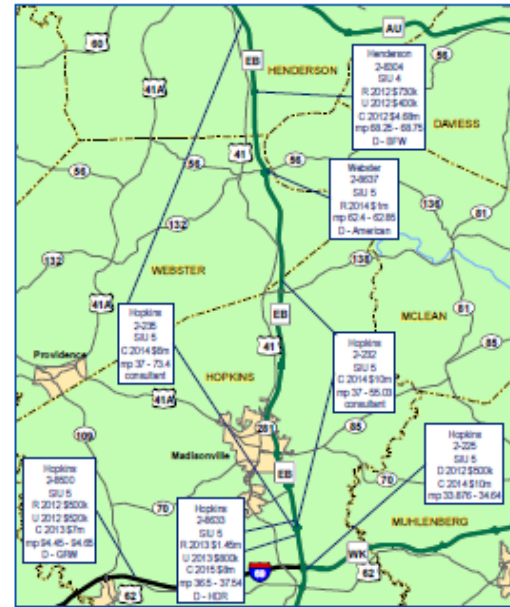 AU
60
56
EB
HENDERSON
41A
Henderson
2-8304
SIU 4
R 2012 $730k
U 2012 $400k
C 2012 $4.68m
mp 68.25 - 68.75
D - BFW
DAVIESS
41
56
56
56
Webster
2-8637
SIU 5
R 2014 $1m
mp 62.4 - 62.85
D - American
136
81
132
132
138
WEBSTER
41A
EB
MCLEAN
81
Hopkins
2-235
SIU 5
C 2014 $8m
mp 37 - 73.4
consultant
41
Hopkins
2-232
SIU 5
C 2014 $10m
mp 37 - 55.03
consultant
85
Providence
HOPKINS
41A
281
85
109
Madisonville
EB
Hopkins
2-225
SIU 5
D 2012 $500k
C 2014 $10m
mp 33.876 - 34.64
70
70
Hopkins
2-8500
SIU 5
R 2012 $500k
U 2012 $520k
C 2013 $7m
mp 94.45 - 94.65
D - GRW
Hopkins
2-8633
SIU 5
R 2013 $1.45m
U 2013 $800k
C 2015 $8m
mp 36.5 - 37.54
D - HDR
MUHLENBERG
WK
69
62
62